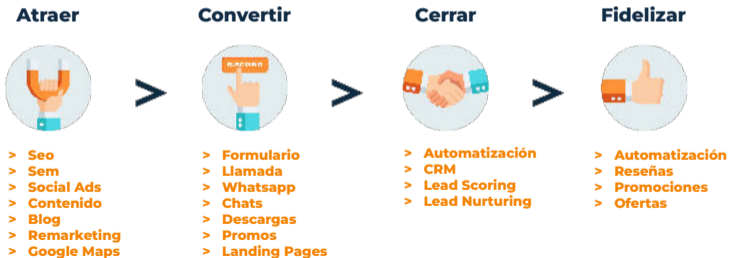 Atraer
> Seo
> Sem
> Social Ads
> Contenido
> Blog
> Remarketing
> Google Maps
>
Convertir
> Formulario
> Llamada
> Whatsapp
> Chats
> Descargas
> Promos
> Landing Pages
>
Cerrar
> Automatización
> CRM
> Lead Scoring
> Lead Nurturing
>
Fidelizar
> Automatización
> Reseñas
> Promociones
> Ofertas